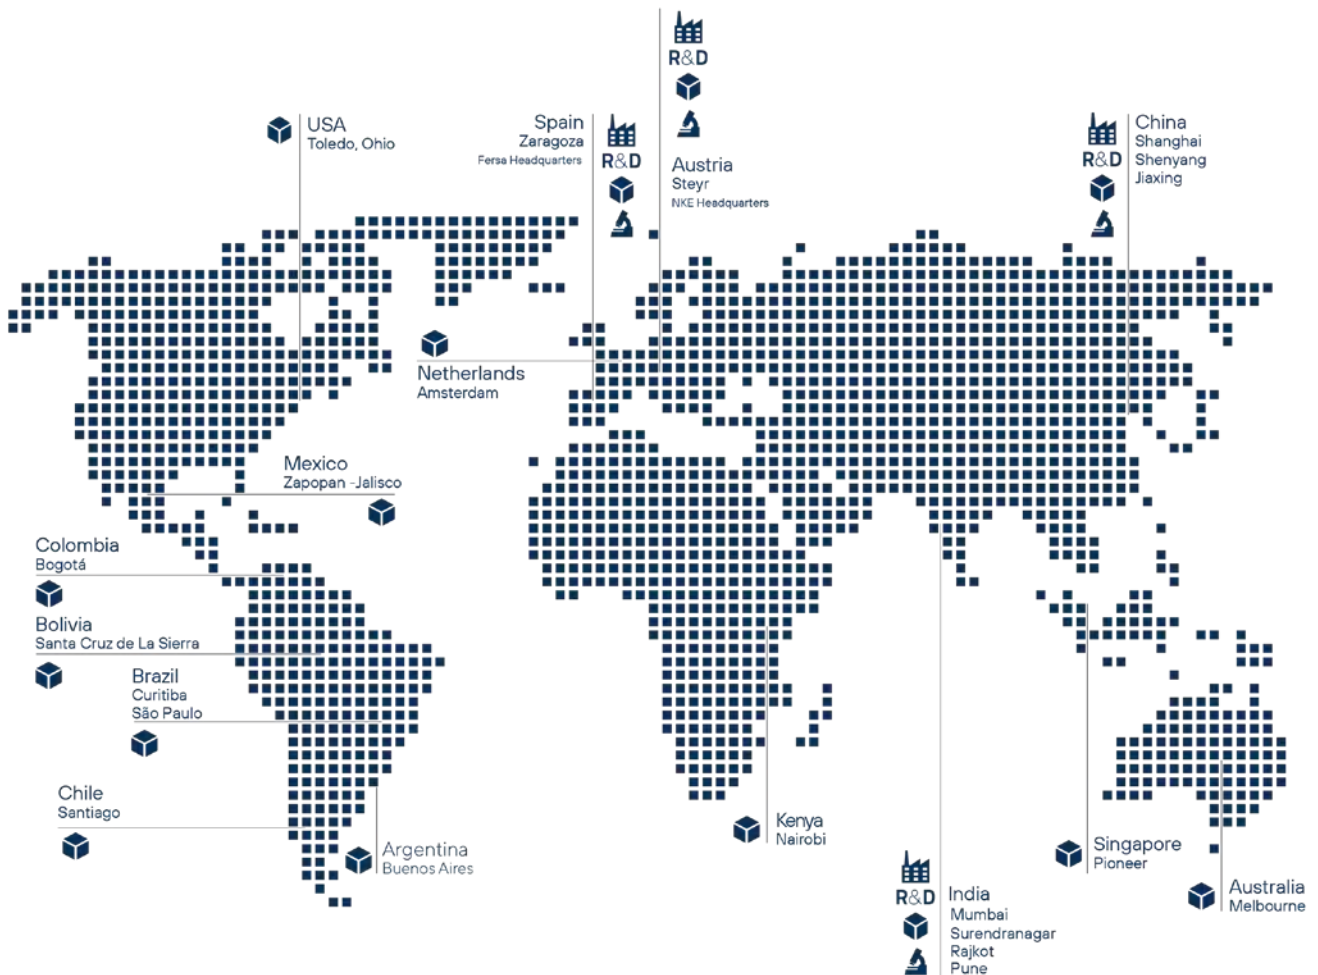 R&D
USA
Toledo, Ohio
Spain
Zaragoza
Fersa Headquarters
R&D
Austria
Steyr
NKE Headquarters
R&D
China
Shanghai
Shenyang
Jiaxing
Netherlands
Amsterdam
Mexico
Zapopan -Jalisco
Colombia
Bogotá
Bolivia
Santa Cruz de La Sierra
Brazil
Curitiba
São Paulo
Chile
Santiago
Argentina
Buenos Aires
Kenya
Nairobi
Singapore
Pioneer
Australia
Melbourne
R&D
India
Mumbai
Surendranagar
Rajkot
Pune